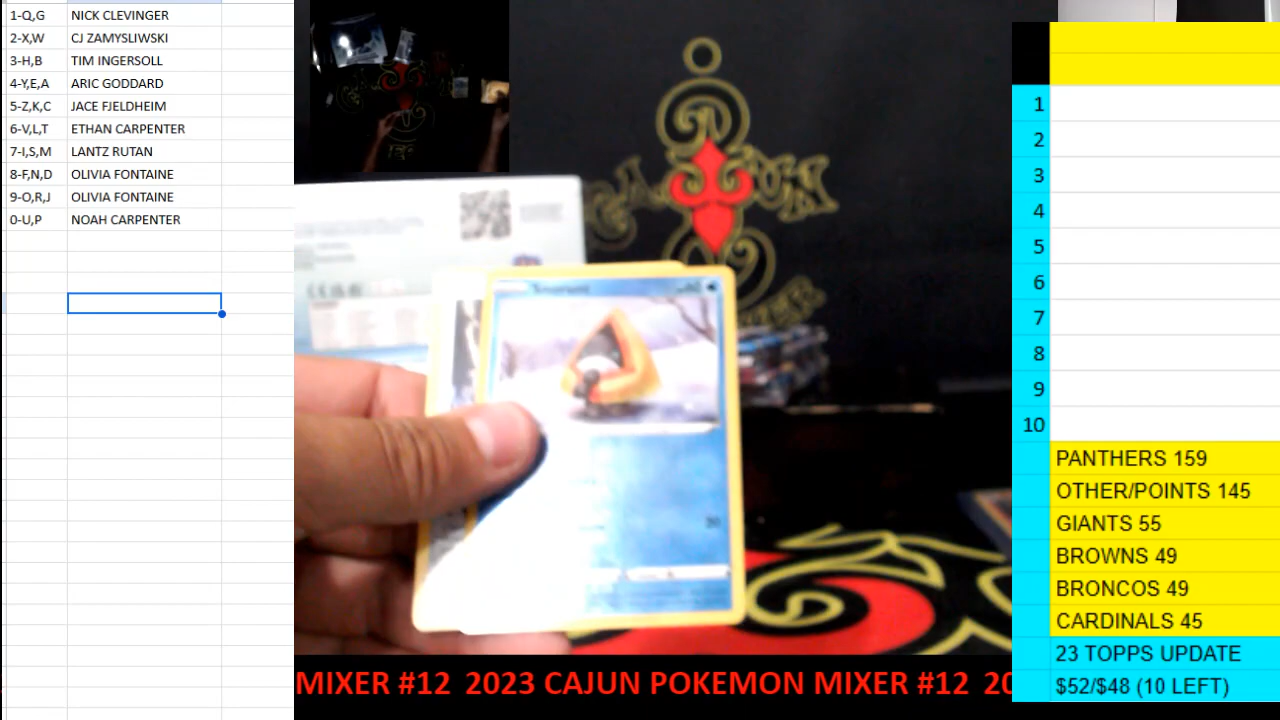 1-Q,G NICK CLEVINGER
2-X,W CJ ZAMYSLIWSKI
3-H,B TIM INGERSOLL
4-Y,E,A ARIC GODDARD
5-Z,K,C JACE FJELDHEIM
6-V,L,T ETHAN CARPENTER
7-I,S,M LANTZ RUTAN
8-F,N,D OLIVIA FONTAINE
9-O,R,J OLIVIA FONTAINE
0-U,P NOAH CARPENTER
1
2
3
4
5
6
7
8
9
10
PANTHERS 159
OTHER/POINTS 145
GIANTS 55
BROWNS 49
BRONCOS 49
CARDINALS 45
23 TOPPS UPDATE
$52/$48 (10 LEFT)
MIXER #12 2023 CAJUN POKEMON MIXER #12 20